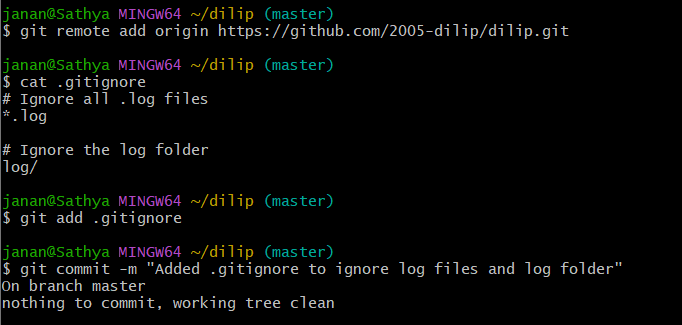 janan@Sathya MINGW64 ~/dilip (master)
$ git remote add origin https://github.com/2005-dilip/dilip.git
janan@Sathya MINGW64 ~/dilip (master)
$ cat .gitignore
# Ignore all .log files
*.log
# Ignore the log folder
log/
janan@Sathya MINGW64 ~/dilip (master)
$ git add .gitignore
janan@Sathya MINGW64 ~/dilip (master)
$ git commit -m "Added .gitignore to ignore log files and log folder"
On branch master
nothing to commit, working tree clean